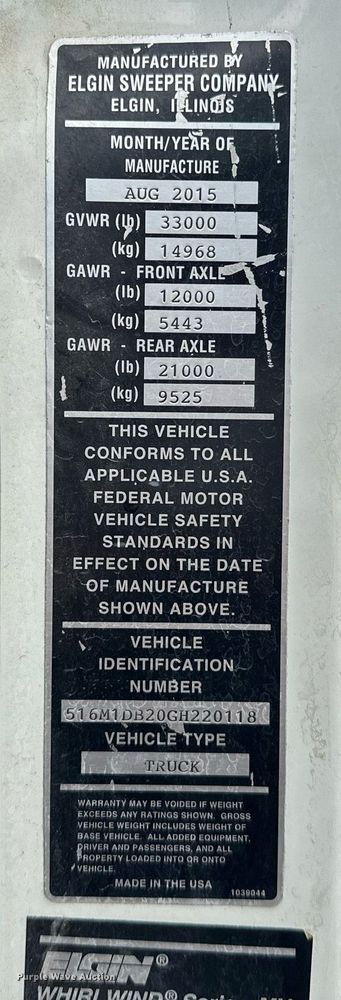 MANUFACTURED BY
ELGIN SWEEPER COMPANY
ELGIN, ILLINOIS
MONTH/YEAR OF
MANUFACTURE
AUG 2015
GVWR (lb) 33000
(kg) 14968
GAWR - FRONT AXLE
(lb) 12000
(kg) 5443
GAWR - REAR AXLE
(lb) 21000
(kg) 9525
THIS VEHICLE
CONFORMS TO ALL
APPLICABLE U.S.A.
FEDERAL MOTOR
VEHICLE SAFETY
STANDARDS IN
EFFECT ON THE DATE
OF MANUFACTURE
SHOWN ABOVE.
VEHICLE
IDENTIFICATION
NUMBER
516M1DB20GH220118
VEHICLE TYPE
TRUCK
WARRANTY MAY BE VOIDED IF WEIGHT
EXCEEDS ANY RATINGS SHOWN. GROSS
VEHICLE WEIGHT INCLUDES WEIGHT OF
BASE VEHICLE. ALL ADDED EQUIPMENT,
DRIVER AND PASSENGERS, AND ALL
PROPERTY LOADED INTO OR ONTO
VEHICLE.
MADE IN THE USA
1039044
ELGIN®
Purple Wave Auction
WHIRLWIND®